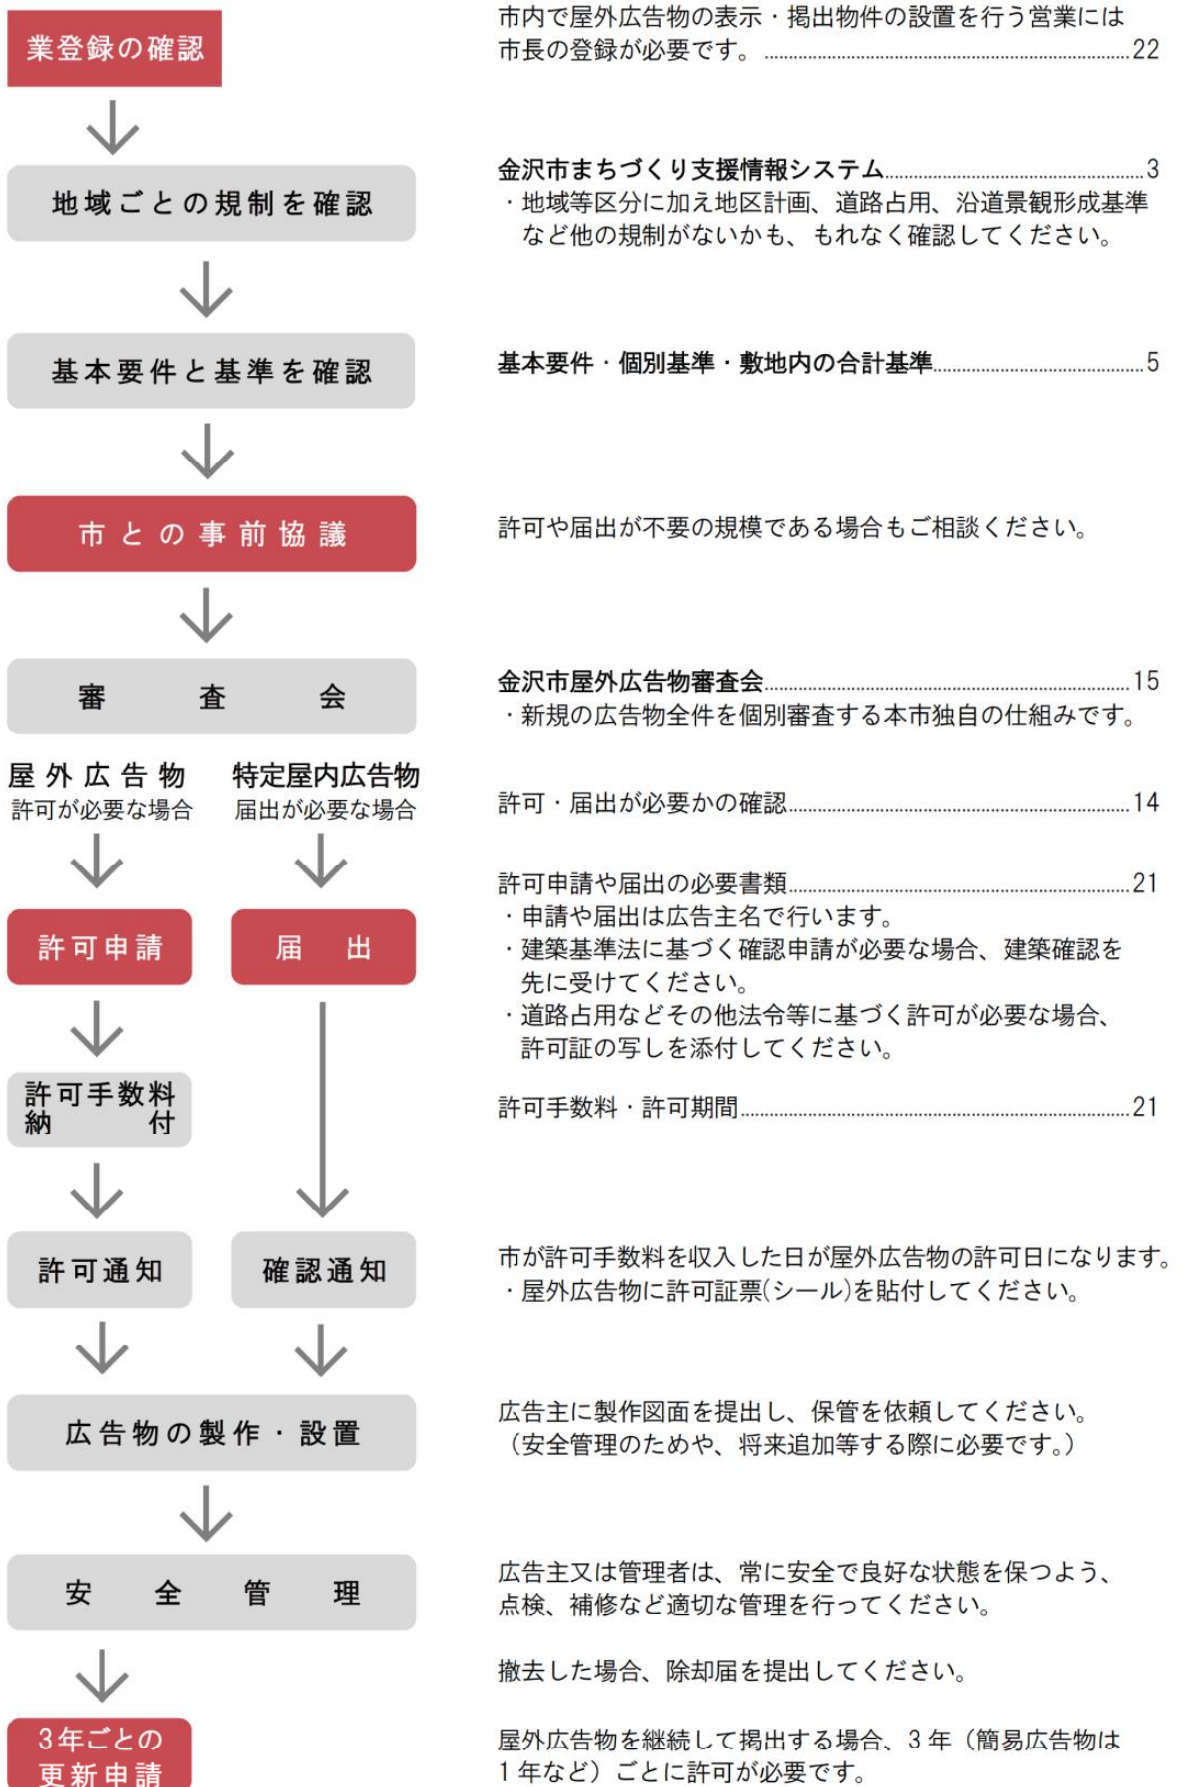 業登録の確認
市内で屋外広告物の表示・掲出物件の設置を行う営業には
市長の登録が必要です。 ........ 22
地域ごとの規制を確認
金沢市まちづくり支援情報システム ........ 3
・地域等区分に加え地区計画、道路占用、沿道景観形成基準
など他の規制がないかも、もれなく確認してください。
基本要件と基準を確認
基本要件・個別基準・敷地内の合計基準 ........ 5
市との事前協議
許可や届出が不要の規模である場合もご相談ください。
審査会
金沢市屋外広告物審査会 ........ 15
・新規の広告物全件を個別審査する本市独自の仕組みです。
屋外広告物
許可が必要な場合
特定屋内広告物
届出が必要な場合
許可・届出が必要かの確認 ........ 14
許可申請
届出
許可申請や届出の必要書類 ........ 21
・申請や届出は広告主名で行います。
・建築基準法に基づく確認申請が必要な場合、建築確認を
先に受けてください。
・道路占用などその他法令等に基づく許可が必要な場合、
許可証の写しを添付してください。
許可手数料
納付
許可手数料・許可期間 ........ 21
許可通知
確認通知
市が許可手数料を収入した日が屋外広告物の許可日になります。
・屋外広告物に許可証票(シール)を貼付してください。
広告物の製作・設置
広告主に製作図面を提出し、保管を依頼してください。
（安全管理のためや、将来追加等する際に必要です。）
安全管理
広告主又は管理者は、常に安全で良好な状態を保つよう、
点検、補修など適切な管理を行ってください。
撤去した場合、除却届を提出してください。
3年ごとの
更新申請
屋外広告物を継続して掲出する場合、3年（簡易広告物は
1年など）ごとに許可が必要です。